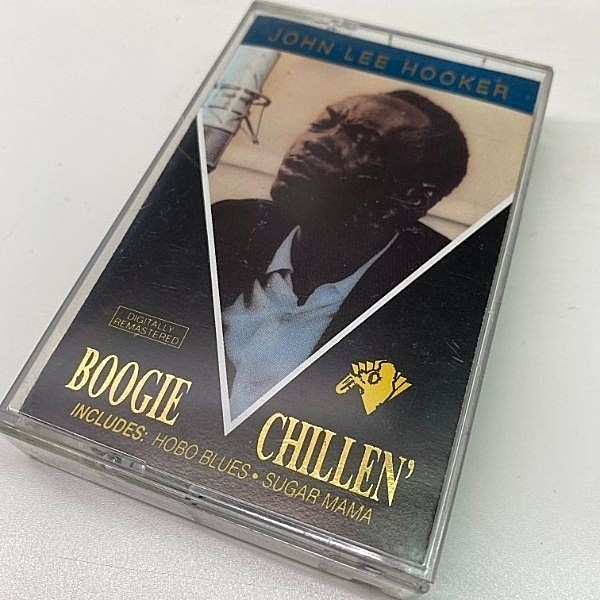 JOHN LEE HOOKER
DIGITALLY
REMASTERED
BOOGIE
CHILLEN'
INCLUDES: HOBO BLUES • SUGAR MAMA